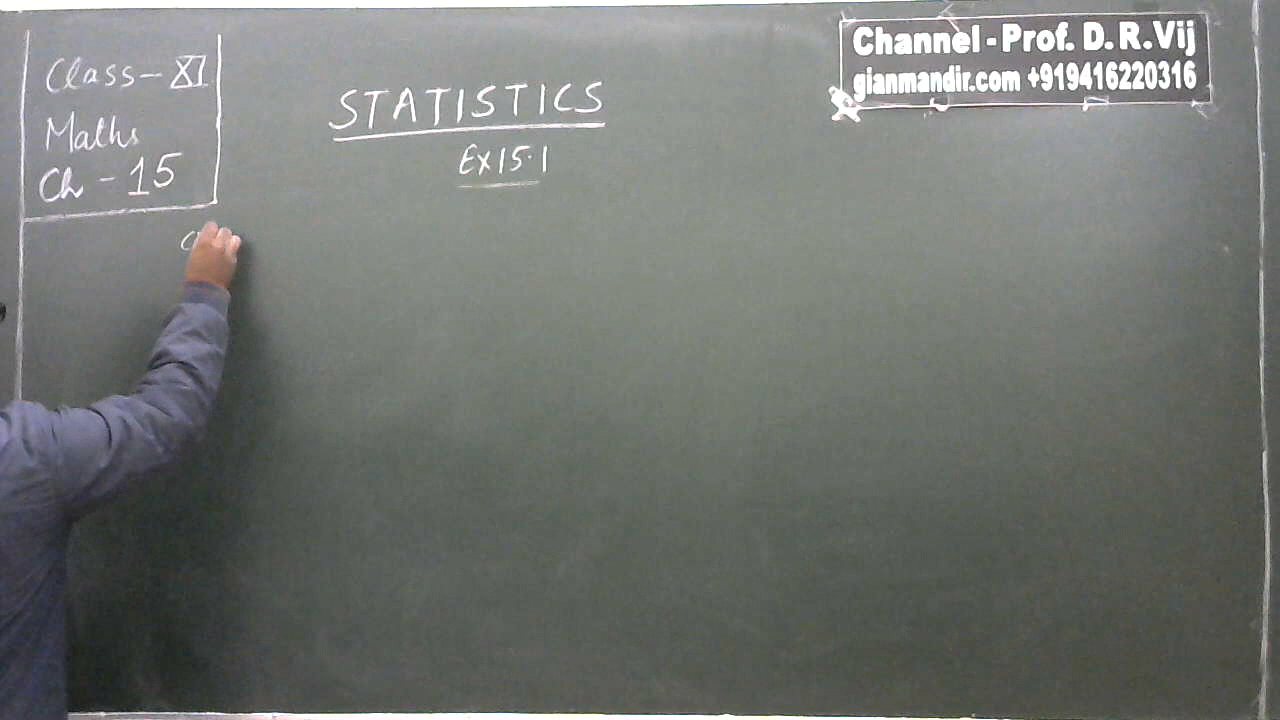 Class - XI
Maths
Ch - 15
STATISTICS
EX 15.1
Channel - Prof. D. R. Vij
gianmandir.com +919416220316